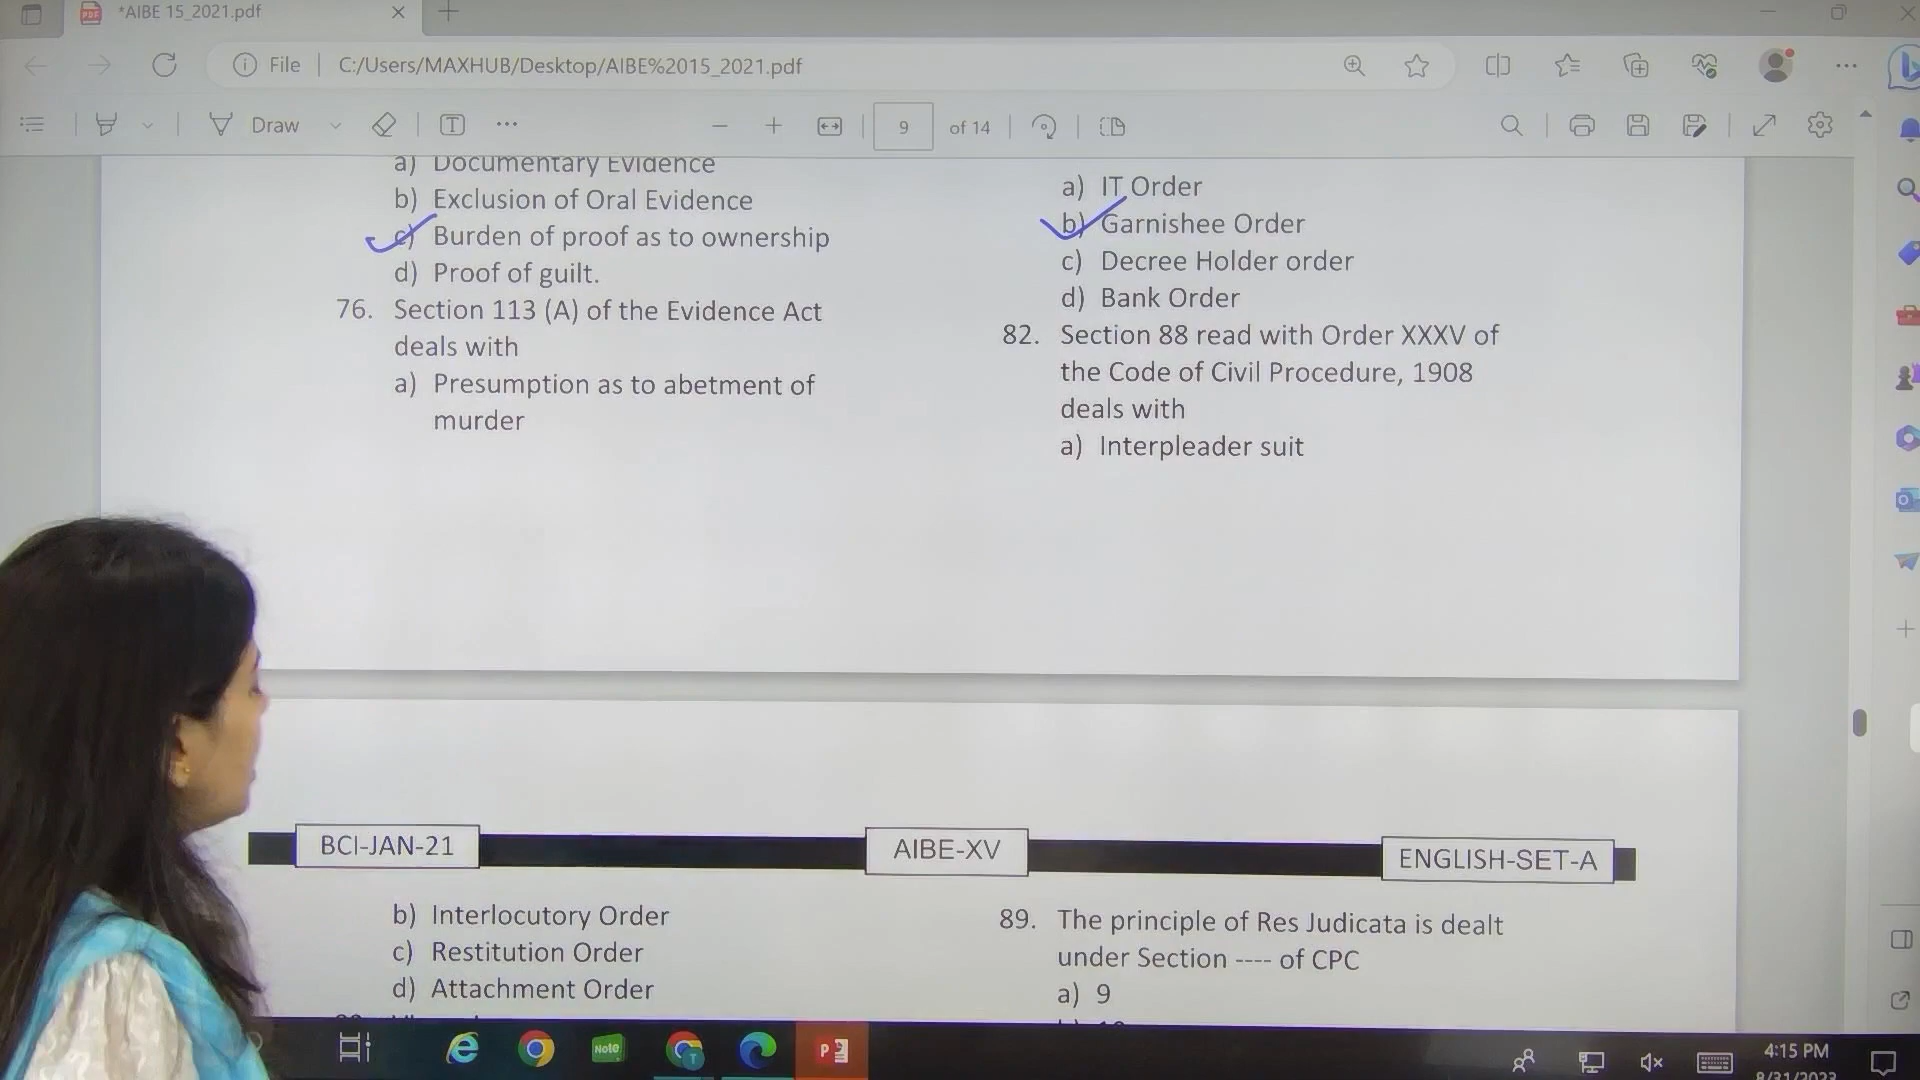 *AIBE 15_2021.pdf
File
C:/Users/MAXHUB/Desktop/AIBE%2015_2021.pdf
Draw
9 of 14
a) Documentary Evidence
b) Exclusion of Oral Evidence
c) Burden of proof as to ownership
d) Proof of guilt.
76. Section 113 (A) of the Evidence Act
deals with
a) Presumption as to abetment of
murder
a) IT Order
b) Garnishee Order
c) Decree Holder order
d) Bank Order
82. Section 88 read with Order XXXV of
the Code of Civil Procedure, 1908
deals with
a) Interpleader suit
BCI-JAN-21
AIBE-XV
ENGLISH-SET-A
b) Interlocutory Order
c) Restitution Order
d) Attachment Order
89. The principle of Res Judicata is dealt
under Section ---- of CPC
a) 9
Note
4:15 PM
8/31/2023